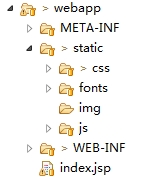 > webapp
META-INF
> static
> css
fonts
img
js
> WEB-INF
index.jsp